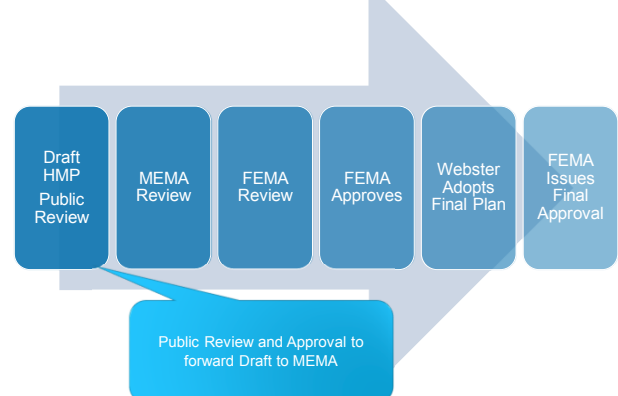 Draft
HMP
Public
Review
MEMA
Review
FEMA
Review
FEMA
Approves
Webster
Adopts
Final Plan
FEMA
Issues
Final
Approval
Public Review and Approval to
forward Draft to MEMA